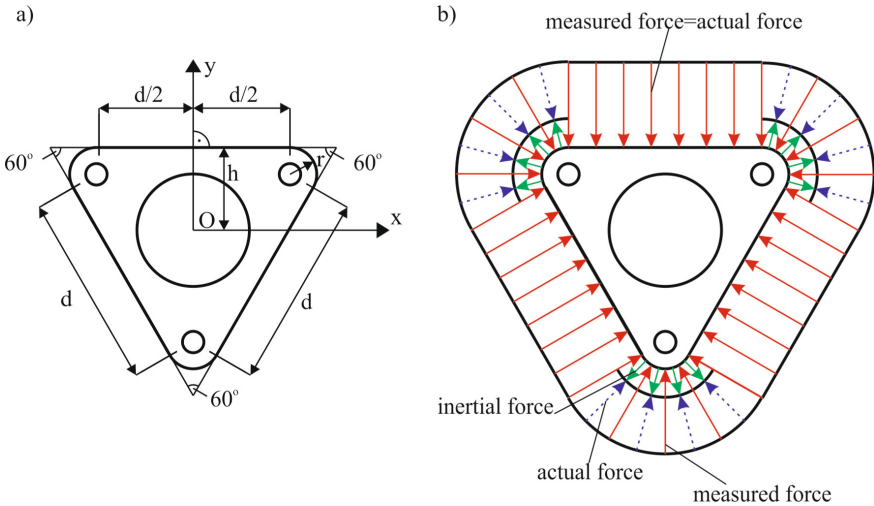 a)
y
d/2
d/2
60°
r
60°
h
O
x
d
d
60°
b)
measured force=actual force
inertial force
actual force
measured force